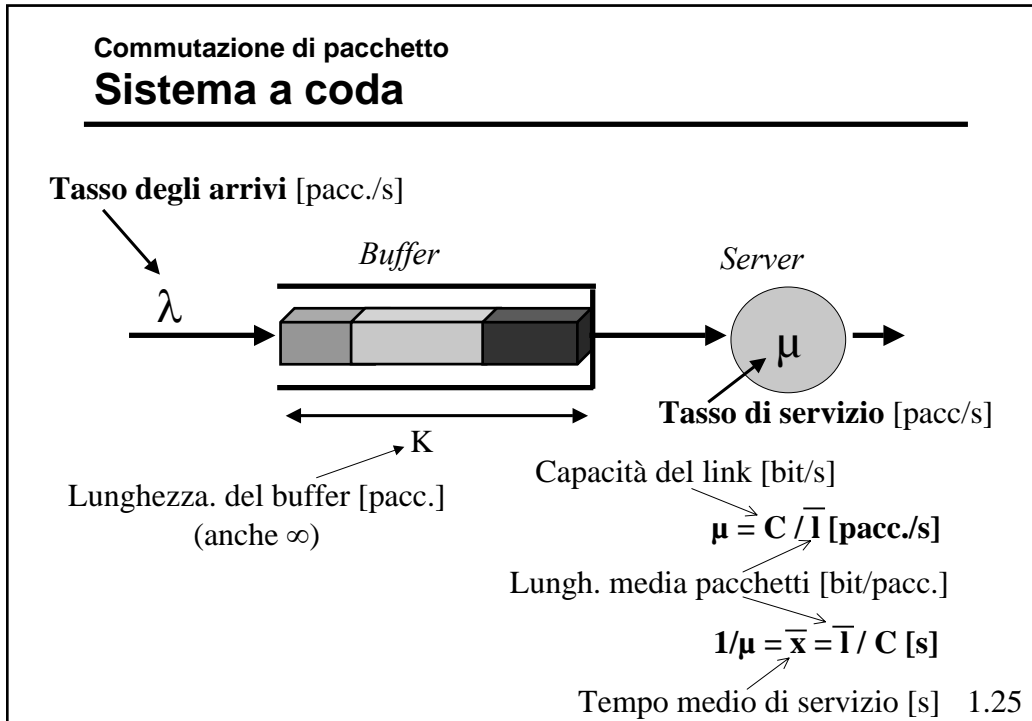 Commutazione di pacchetto
Sistema a coda
Tasso degli arrivi [pacc./s]
Buffer
Server
λ
μ
Tasso di servizio [pacc/s]
K
Lunghezza. del buffer [pacc.]
(anche ∞)
Capacità del link [bit/s]
μ = C / l̅ [pacc./s]
Lungh. media pacchetti [bit/pacc.]
1/μ = x̅ = l̅ / C [s]
Tempo medio di servizio [s]
1.25